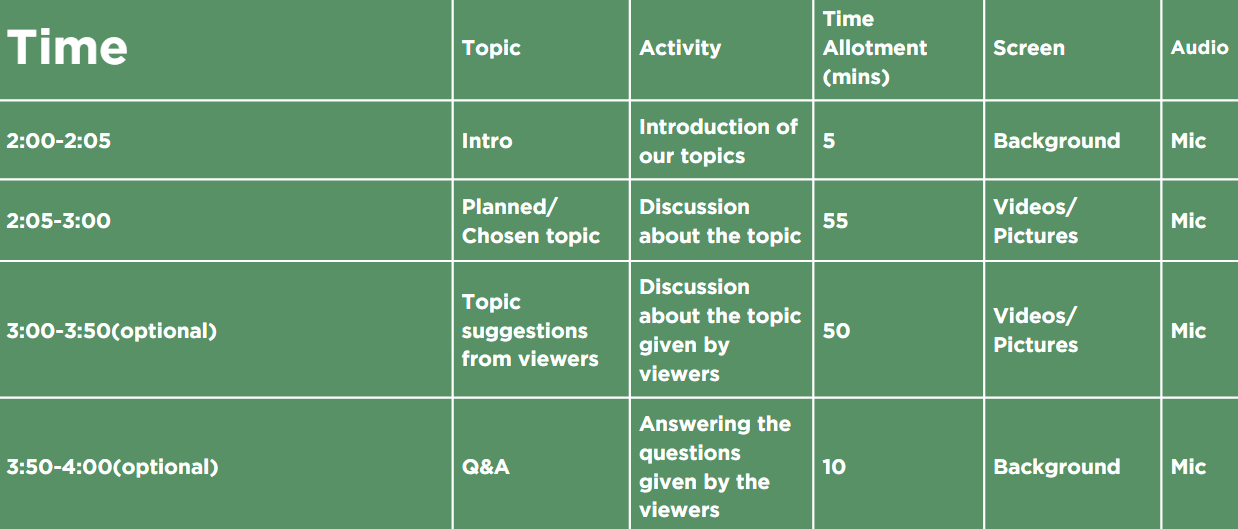 Time
Topic
Activity
Time
Allotment
(mins)
Screen
Audio
2:00-2:05
Intro
Introduction of
our topics
5
Background
Mic
2:05-3:00
Planned/
Chosen topic
Discussion
about the topic
55
Videos/
Pictures
Mic
3:00-3:50(optional)
Topic
suggestions
from viewers
Discussion
about the topic
given by
viewers
50
Videos/
Pictures
Mic
3:50-4:00(optional)
Q&A
Answering the
questions
given by the
viewers
10
Background
Mic